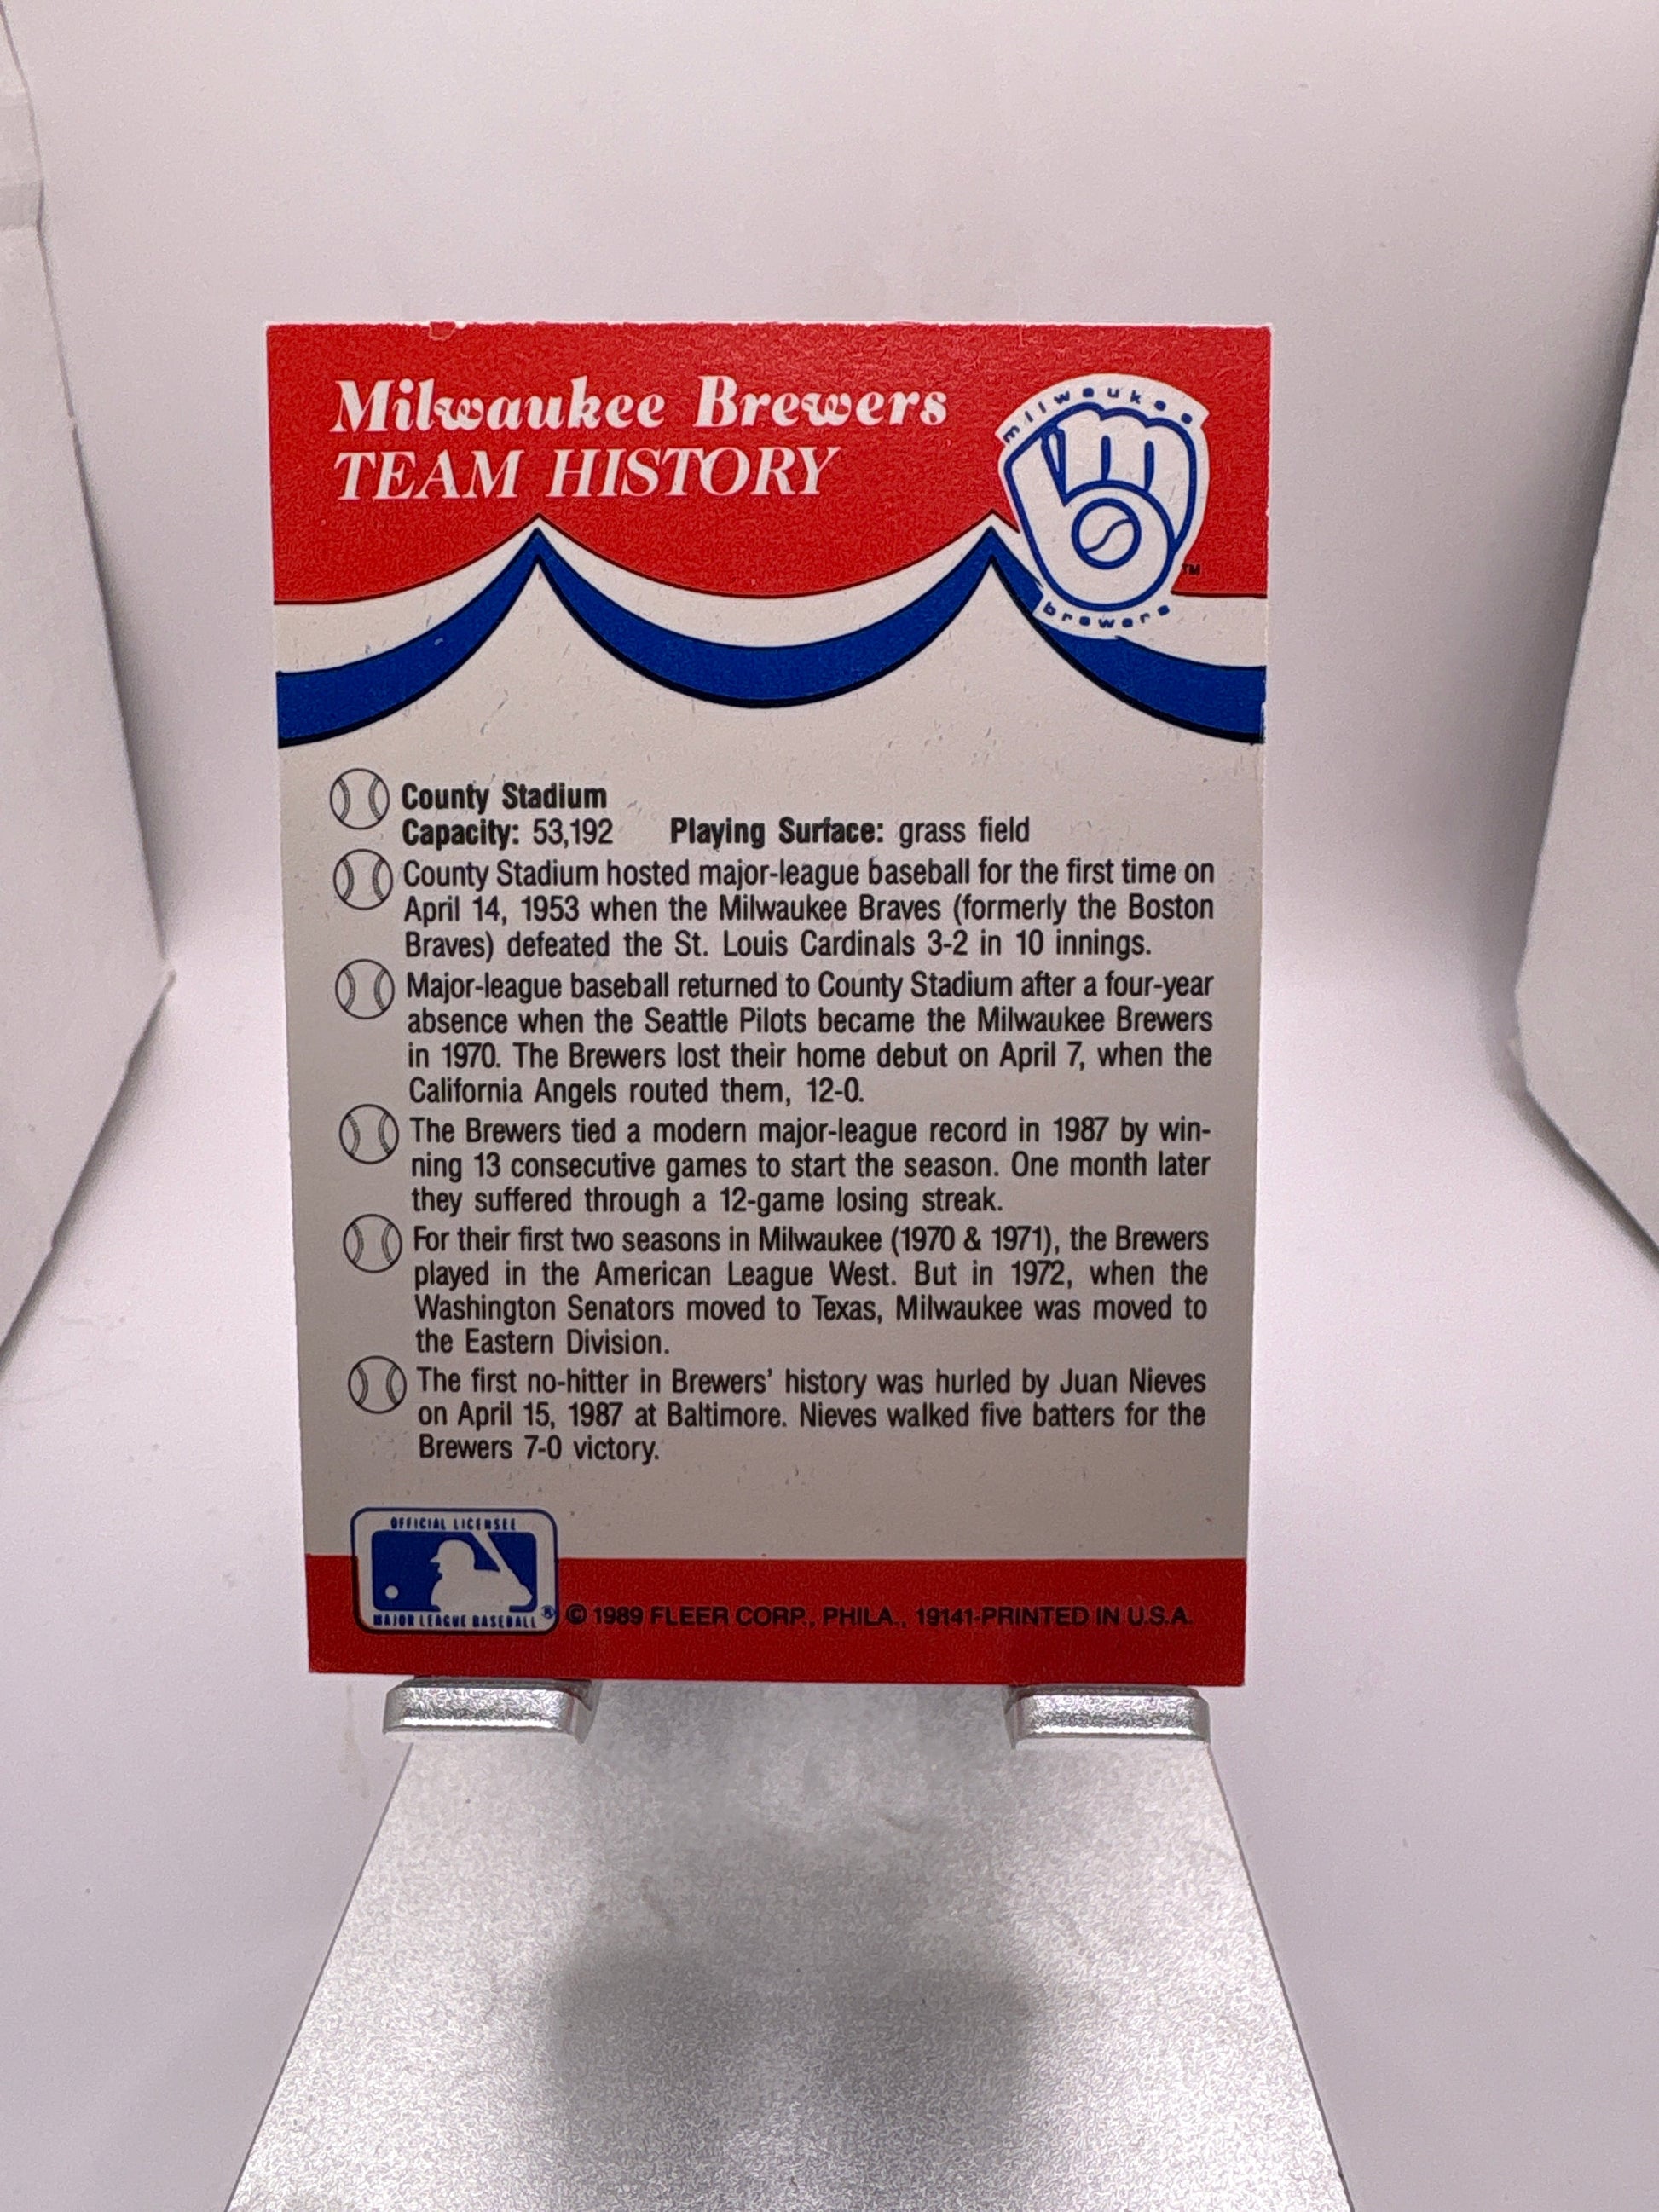 Milwaukee Brewers
TEAM HISTORY
milwaukee
mb
TM
brewers
County Stadium
Capacity: 53,192 Playing Surface: grass field
County Stadium hosted major-league baseball for the first time on
April 14, 1953 when the Milwaukee Braves (formerly the Boston
Braves) defeated the St. Louis Cardinals 3-2 in 10 innings.
Major-league baseball returned to County Stadium after a four-year
absence when the Seattle Pilots became the Milwaukee Brewers
in 1970. The Brewers lost their home debut on April 7, when the
California Angels routed them, 12-0.
The Brewers tied a modern major-league record in 1987 by win-
ning 13 consecutive games to start the season. One month later
they suffered through a 12-game losing streak.
For their first two seasons in Milwaukee (1970 & 1971), the Brewers
played in the American League West. But in 1972, when the
Washington Senators moved to Texas, Milwaukee was moved to
the Eastern Division.
The first no-hitter in Brewers' history was hurled by Juan Nieves
on April 15, 1987 at Baltimore. Nieves walked five batters for the
Brewers 7-0 victory.
OFFICIAL LICENSEE
MAJOR LEAGUE BASEBALL ®
© 1989 FLEER CORP., PHILA., 19141-PRINTED IN U.S.A.